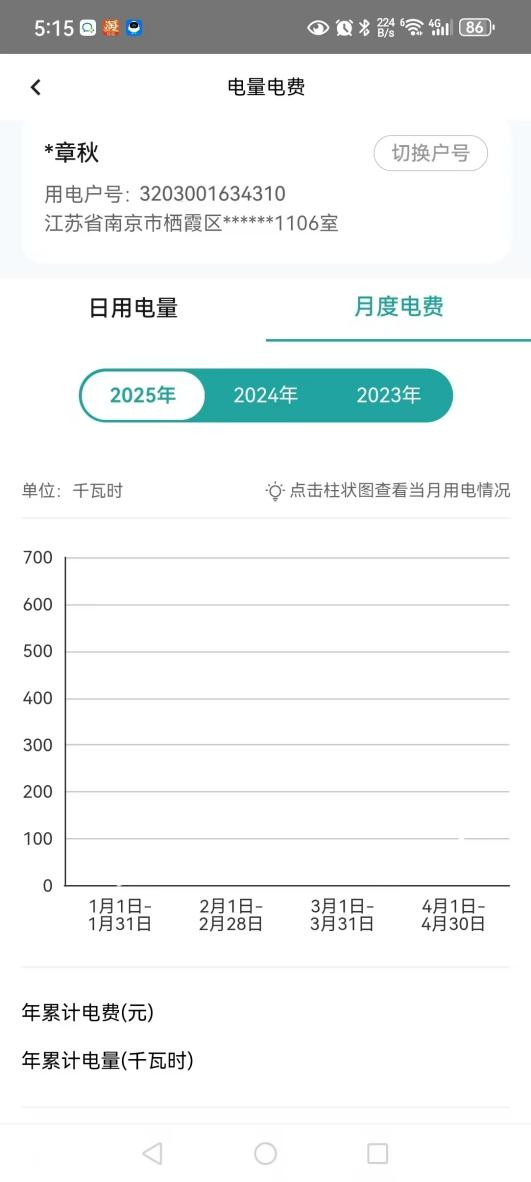 5:15
224
B/s
6
4G
86
电量电费
*章秋
切换户号
用电户号：3203001634310
江苏省南京市栖霞区******1106室
日用电量
月度电费
2025年
2024年
2023年
单位：千瓦时
点击柱状图查看当月用电情况
700
600
500
400
300
200
100
0
1月1日-
1月31日
2月1日-
2月28日
3月1日-
3月31日
4月1日-
4月30日
年累计电费(元)
年累计电量(千瓦时)